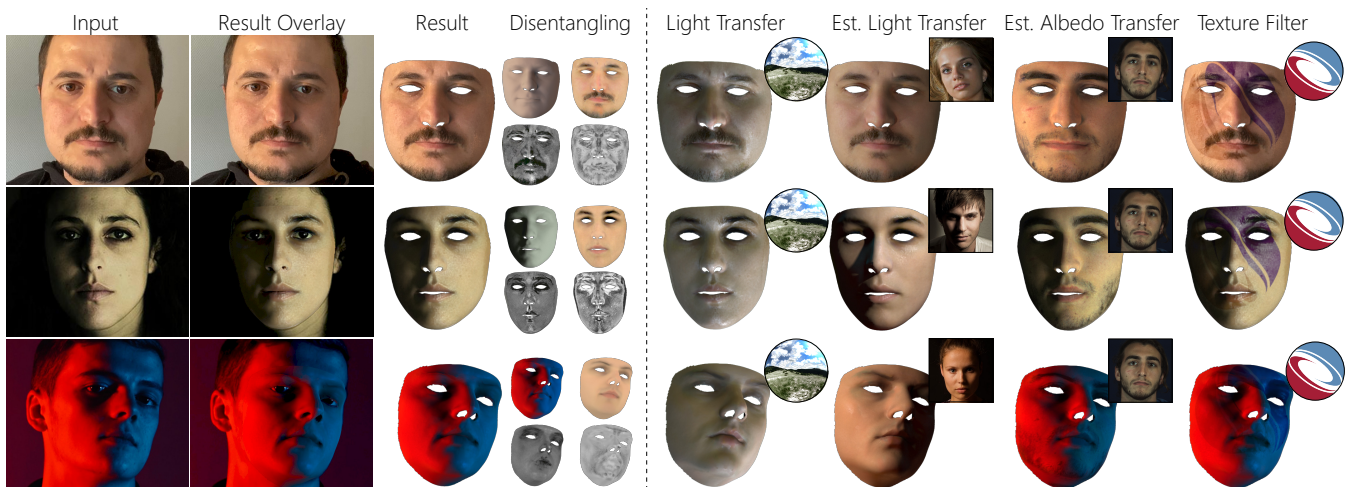 Input Result Overlay Result Disentangling Light Transfer Est. Light Transfer Est. Albedo Transfer Texture Filter